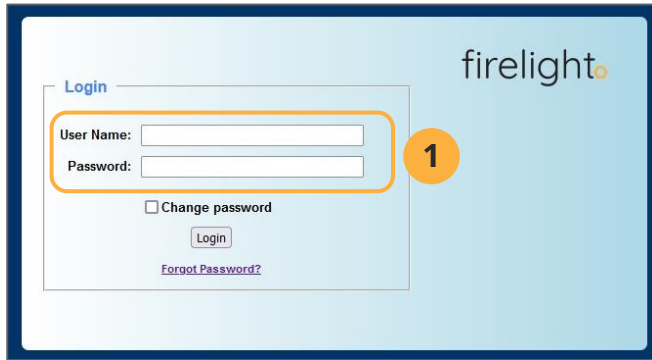 firelight
Login
User Name:
Password:
1
Change password
Login
Forgot Password?